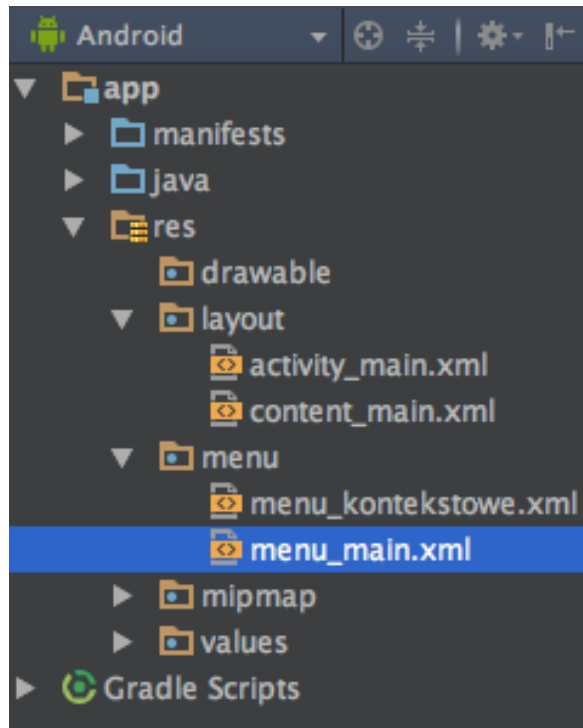 Android
app
manifests
java
res
drawable
layout
activity_main.xml
content_main.xml
menu
menu_kontekstowe.xml
menu_main.xml
mipmap
values
Gradle Scripts